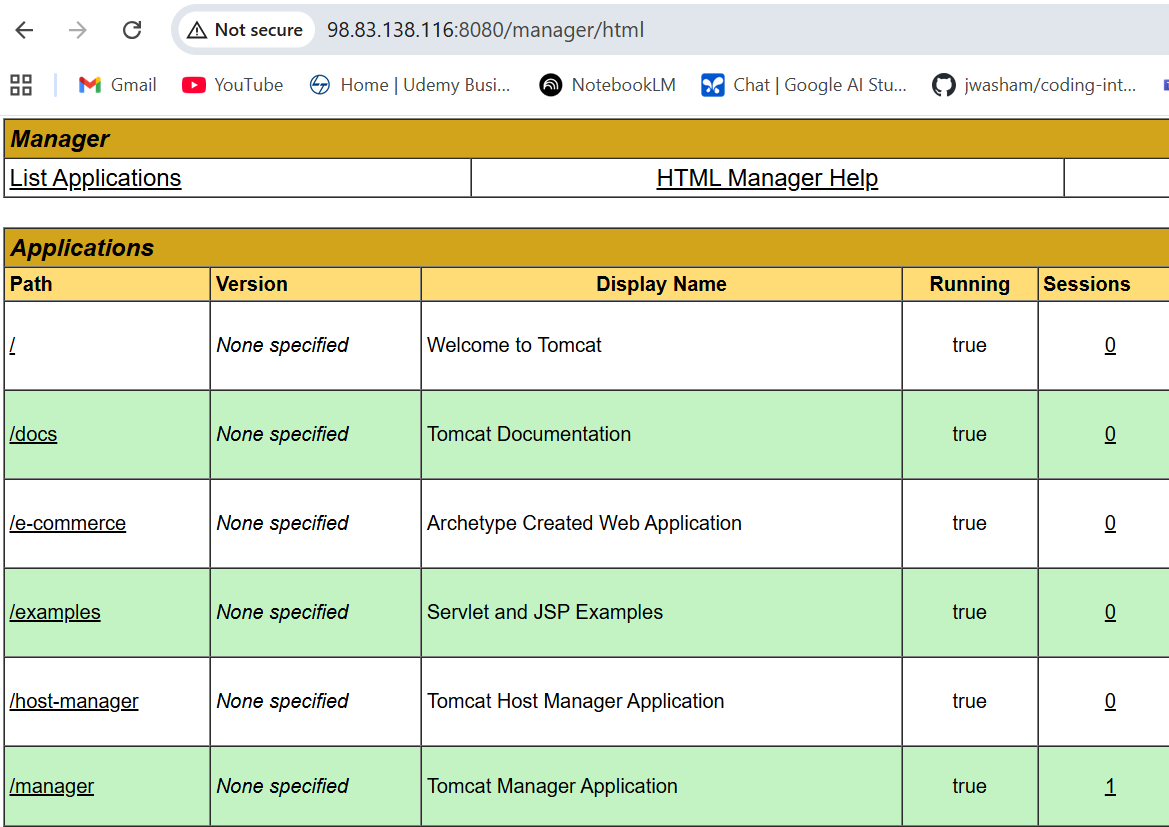 Not secure 98.83.138.116:8080/manager/html
Gmail YouTube Home | Udemy Busi... NotebookLM Chat | Google AI Stu... jwasham/coding-int...
Manager
List Applications HTML Manager Help
Applications
Path Version Display Name Running Sessions
/ None specified Welcome to Tomcat true 0
/docs None specified Tomcat Documentation true 0
/e-commerce None specified Archetype Created Web Application true 0
/examples None specified Servlet and JSP Examples true 0
/host-manager None specified Tomcat Host Manager Application true 0
/manager None specified Tomcat Manager Application true 1